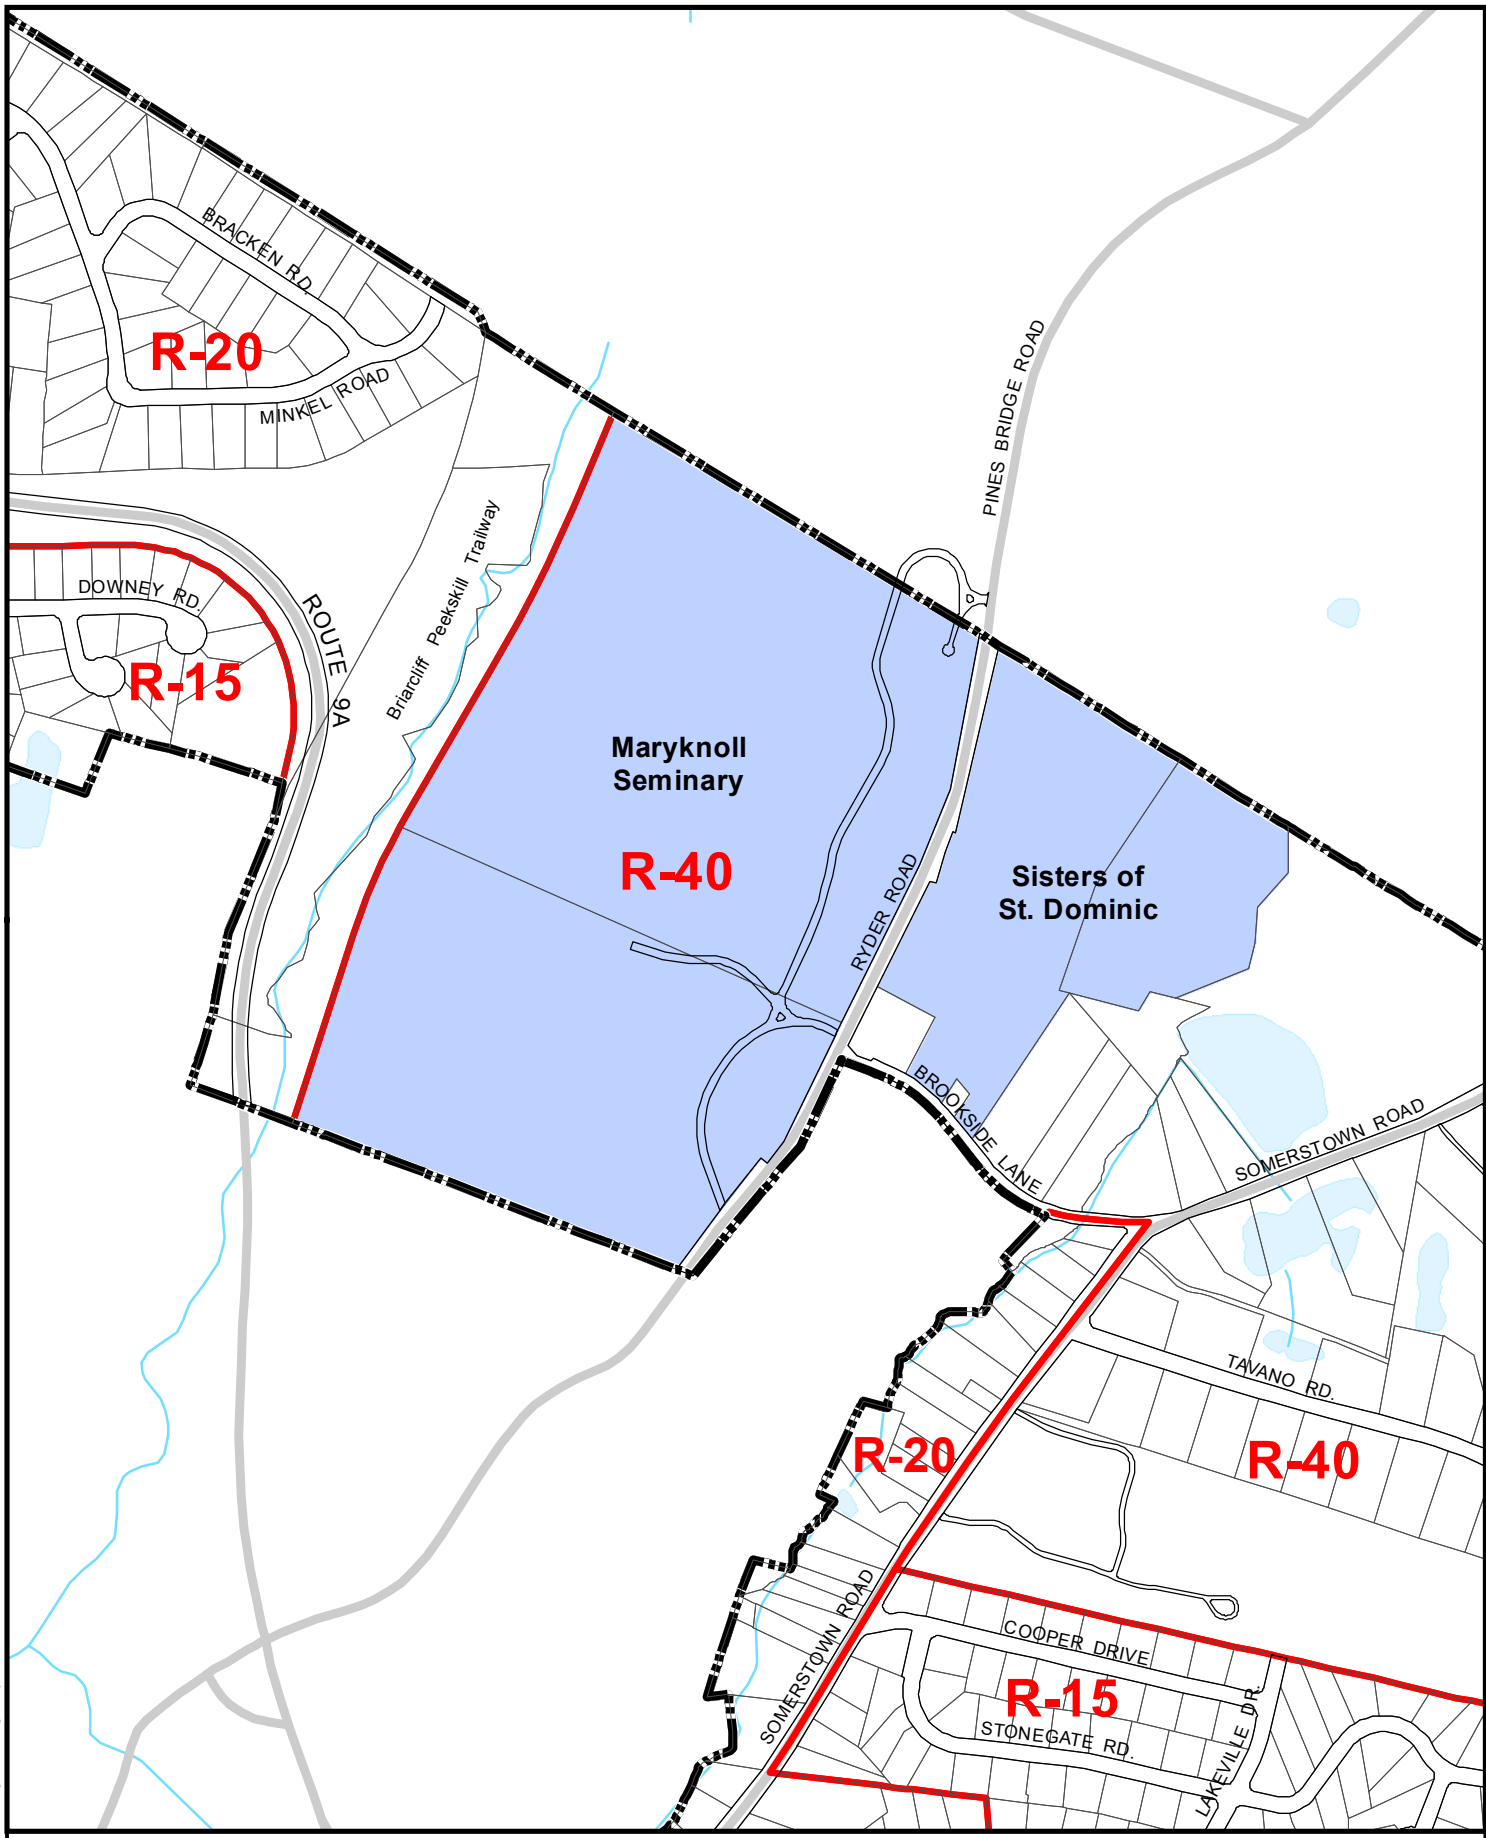 BRACKEN RD.
R-20
MINKEL ROAD
PINES BRIDGE ROAD
Briarcliff Peekskill Trailway
DOWNEY RD.
ROUTE 9A
R-15
Maryknoll
Seminary
R-40
RYDER ROAD
Sisters of
St. Dominic
BROOKSIDE LANE
SOMERSTOWN ROAD
TAVANO RD.
R-20
R-40
SOMERSTOWN ROAD
COOPER DRIVE
R-15
STONEGATE RD.
LAKEVILLE DR.